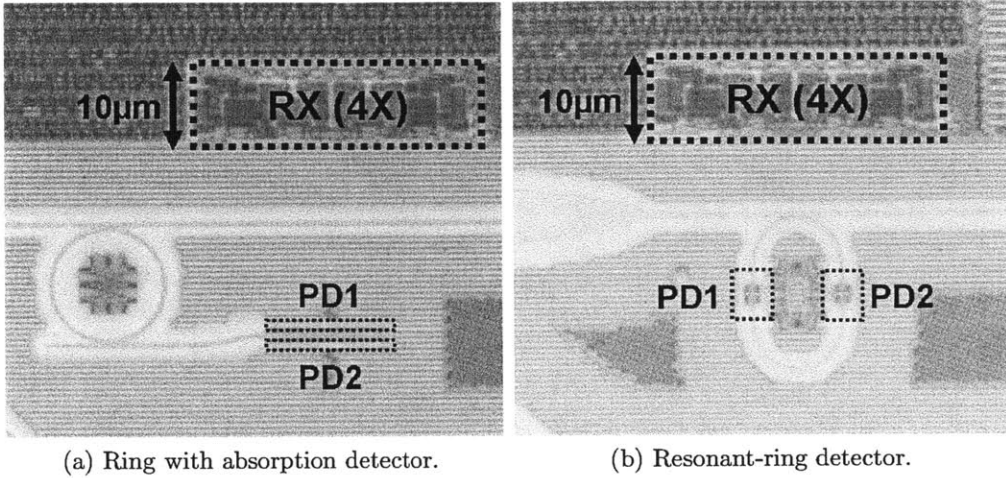 10µm
RX (4X)
PD1
PD2
10µm
RX (4X)
PD1
PD2
(a) Ring with absorption detector.
(b) Resonant-ring detector.